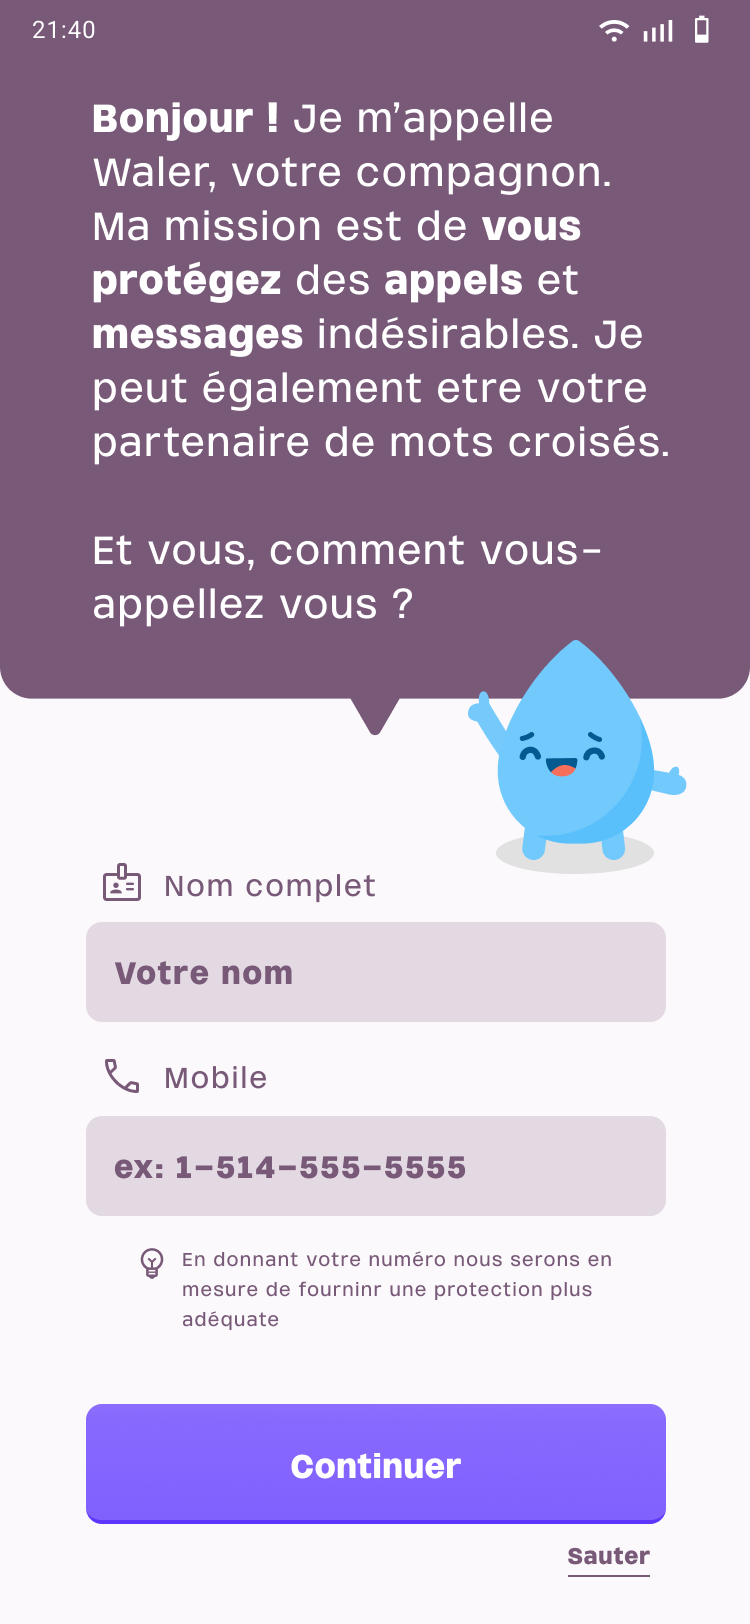 21:40
Bonjour ! Je m’appelle
Waler, votre compagnon.
Ma mission est de vous
protégez des appels et
messages indésirables. Je
peut également etre votre
partenaire de mots croisés.
Et vous, comment vous-
appellez vous ?
Nom complet
Votre nom
Mobile
ex: 1-514-555-5555
En donnant votre numéro nous serons en
mesure de fourninr une protection plus
adéquate
Continuer
Sauter